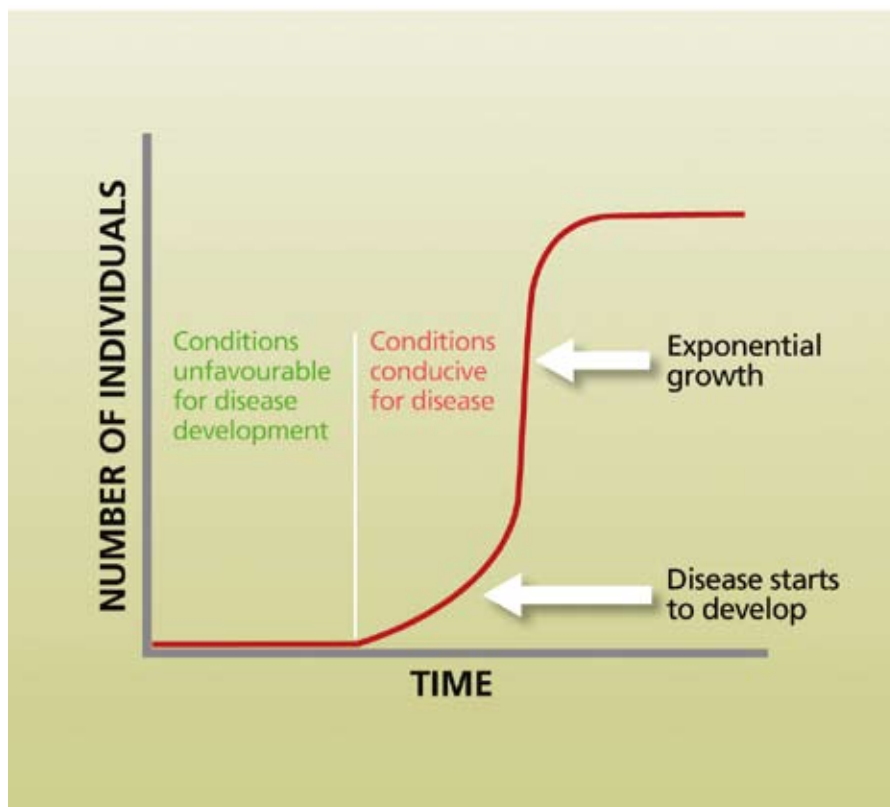 NUMBER OF INDIVIDUALS
Conditions
unfavourable
for disease
development
Conditions
conducive
for disease
Exponential
growth
Disease starts
to develop
TIME